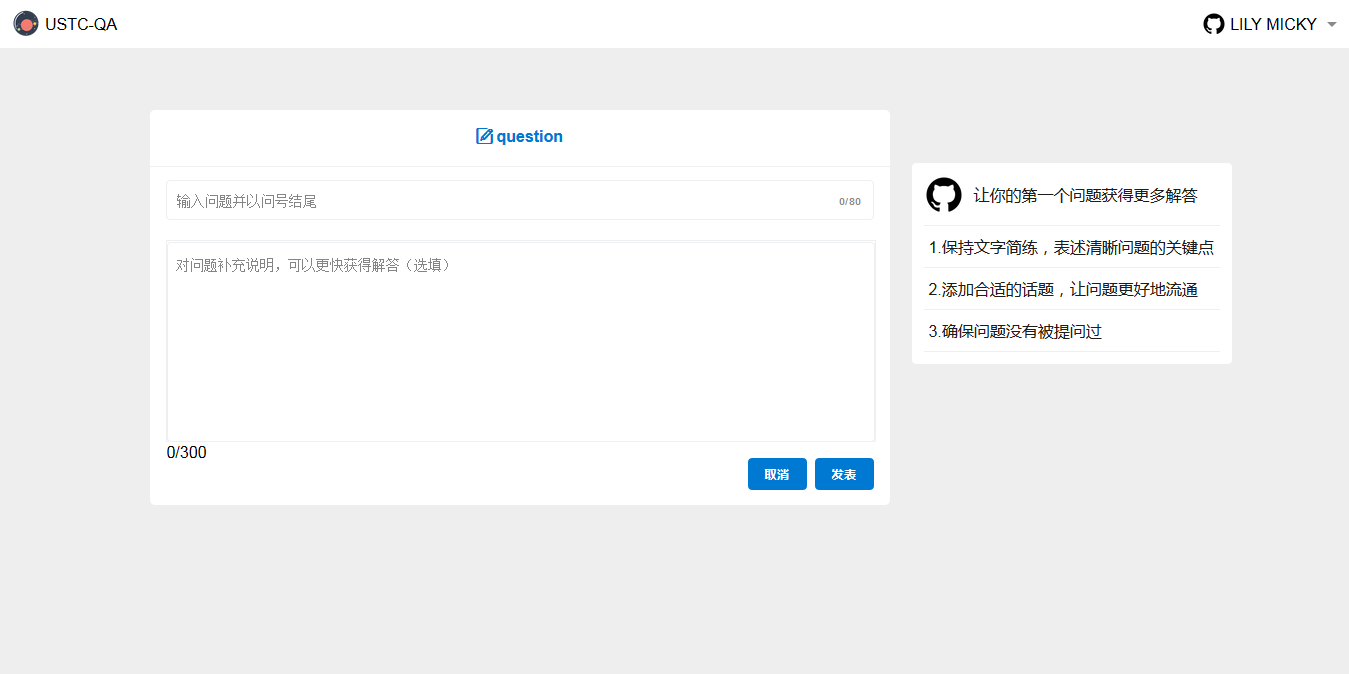 USTC-QA
LILY MICKY
question
输入问题并以问号结尾
0/80
对问题补充说明，可以更快获得解答（选填）
0/300
取消
发表
让你的第一个问题获得更多解答
1.保持文字简练，表述清晰问题的关键点
2.添加合适的话题，让问题更好地流通
3.确保问题没有被提问过